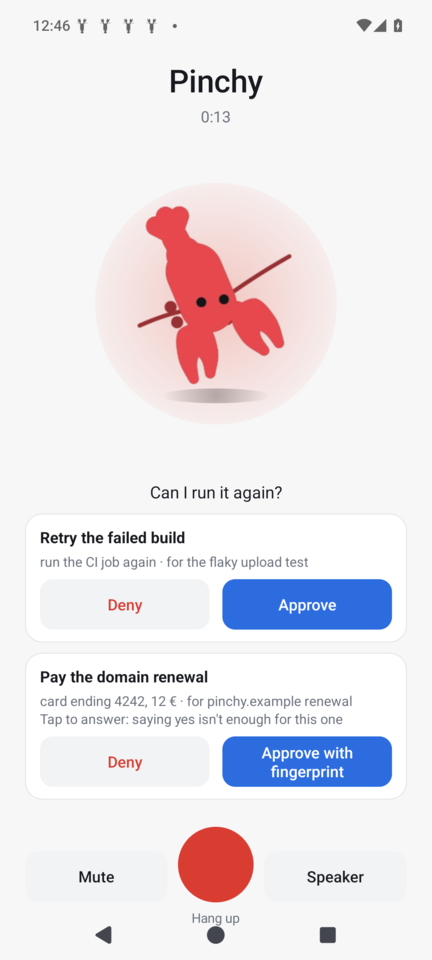 12:46
Pinchy
0:13
Can I run it again?
Retry the failed build
run the CI job again · for the flaky upload test
Deny
Approve
Pay the domain renewal
card ending 4242, 12 € · for pinchy.example renewal
Tap to answer: saying yes isn't enough for this one
Deny
Approve with
fingerprint
Mute
Speaker
Hang up